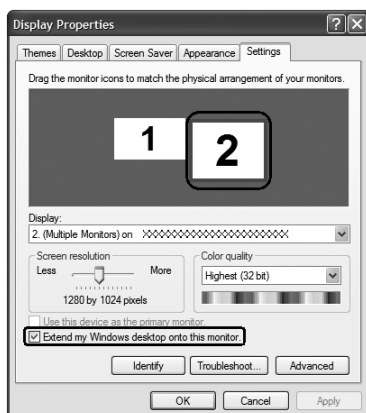 Display Properties
Themes Desktop Screen Saver Appearance Settings
Drag the monitor icons to match the physical arrangement of your monitors.
1 2
Display:
2. (Multiple Monitors) on XXXXXXXXXXXXXXXXXXXXXX
Screen resolution
Less More
1280 by 1024 pixels
Color quality
Highest (32 bit)
Use this device as the primary monitor.
Extend my Windows desktop onto this monitor.
Identify Troubleshoot... Advanced
OK Cancel Apply